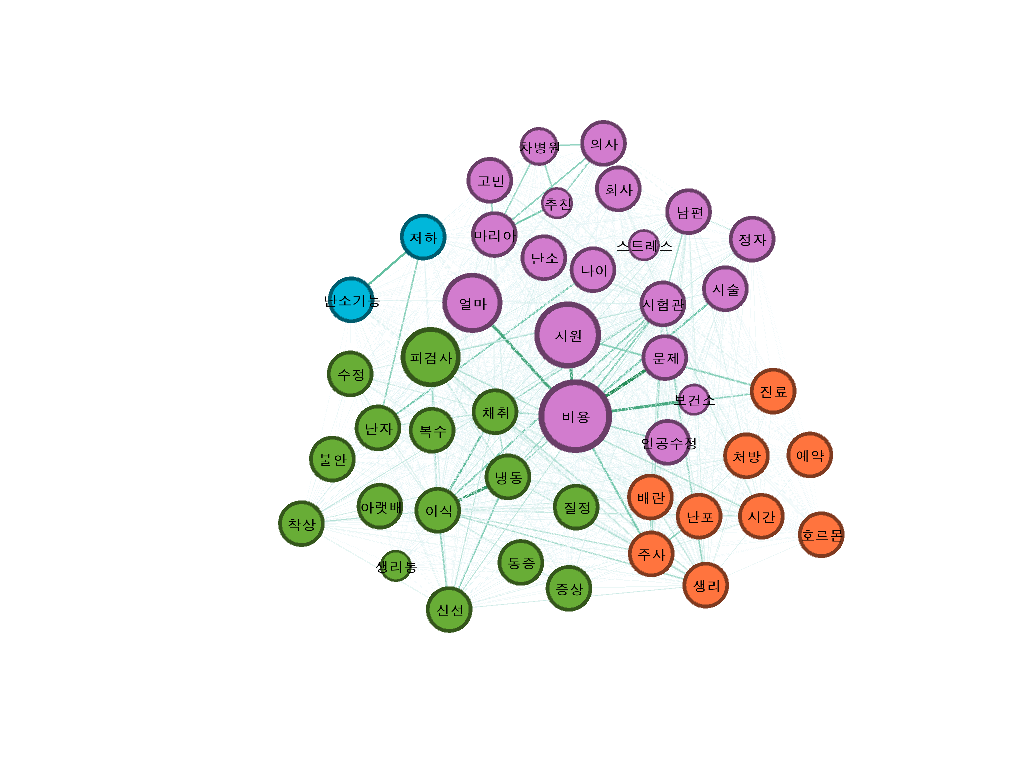 차병원
의사
고민
회사
추진
남편
저하
마리아
정자
스트레스
난소
나이
시술
난소기능
얼마
시험관
시원
피검사
문제
수정
진료
보건소
채취
비용
난자
복수
인공수정
처방
예약
불안
냉동
배란
아랫배
이식
질정
난포
시간
착상
호르몬
주사
동증
생리통
생리
증상
신선